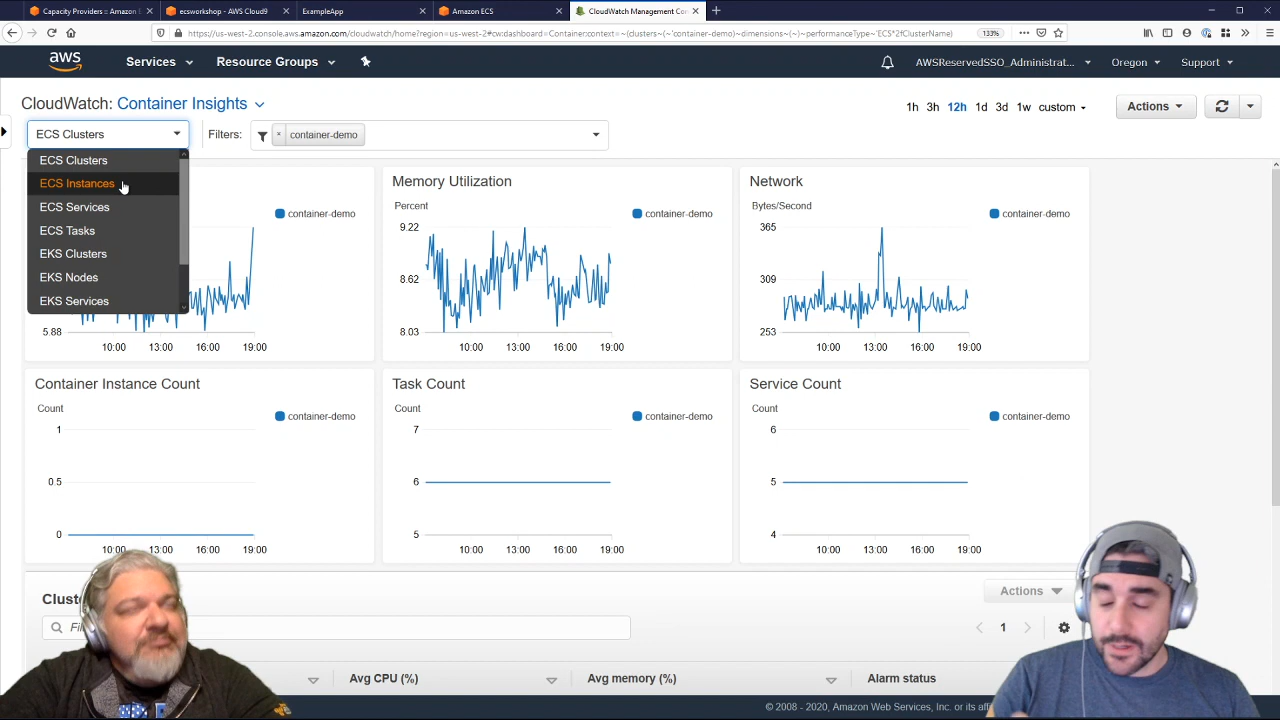 Capacity Providers :: Amazon E
ecsworkshop - AWS Cloud9
ExampleApp
Amazon ECS
CloudWatch Management Co
https://us-west-2.console.aws.amazon.com/cloudwatch/home?region=us-west-2#cw:dashboard=Container;context=~(clusters~(~'container-demo)~dimensions~(~)~performanceType~'ECS*2fClusterName)
133%
aws
Services
Resource Groups
AWSReservedSSO_Administrat...
Oregon
Support
CloudWatch: Container Insights
1h 3h 12h 1d 3d 1w custom
Actions
ECS Clusters
Filters:
× container-demo
ECS Clusters
ECS Instances
ECS Services
ECS Tasks
EKS Clusters
EKS Nodes
EKS Services
container-demo
5.88
10:00 13:00 16:00 19:00
Memory Utilization
Percent
container-demo
9.22
8.62
8.03
10:00 13:00 16:00 19:00
Network
Bytes/Second
container-demo
365
309
253
10:00 13:00 16:00 19:00
Container Instance Count
Count
container-demo
1
0.5
0
10:00 13:00 16:00 19:00
Task Count
Count
container-demo
7
6
5
10:00 13:00 16:00 19:00
Service Count
Count
container-demo
6
5
4
10:00 13:00 16:00 19:00
Clust
Actions
Fil
1
Avg CPU (%)
Avg memory (%)
Alarm status
© 2008 - 2020, Amazon Web Services, Inc. or its affi